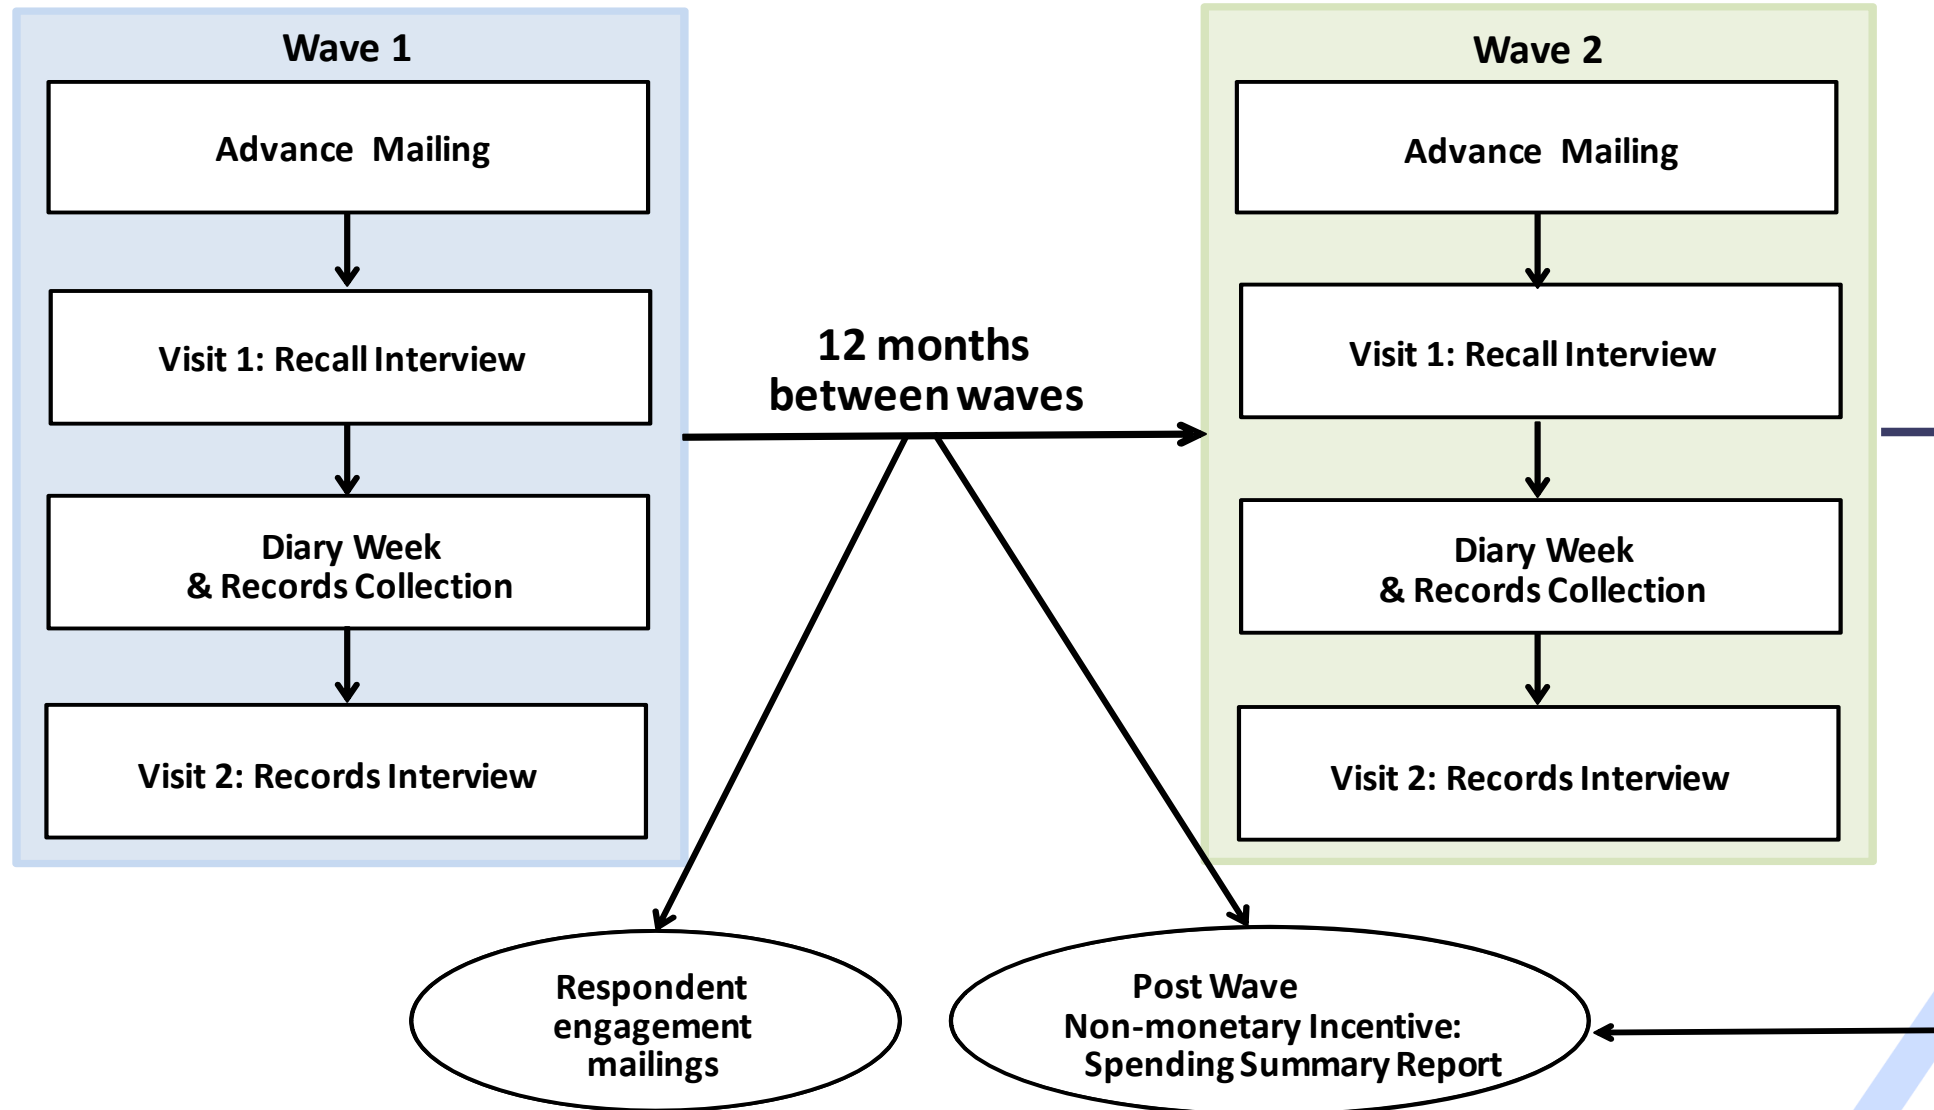 Wave 1
Advance Mailing
Visit 1: Recall Interview
Diary Week
& Records Collection
Visit 2: Records Interview
12 months
between waves
Wave 2
Advance Mailing
Visit 1: Recall Interview
Diary Week
& Records Collection
Visit 2: Records Interview
Respondent
engagement
mailings
Post Wave
Non-monetary Incentive:
Spending Summary Report